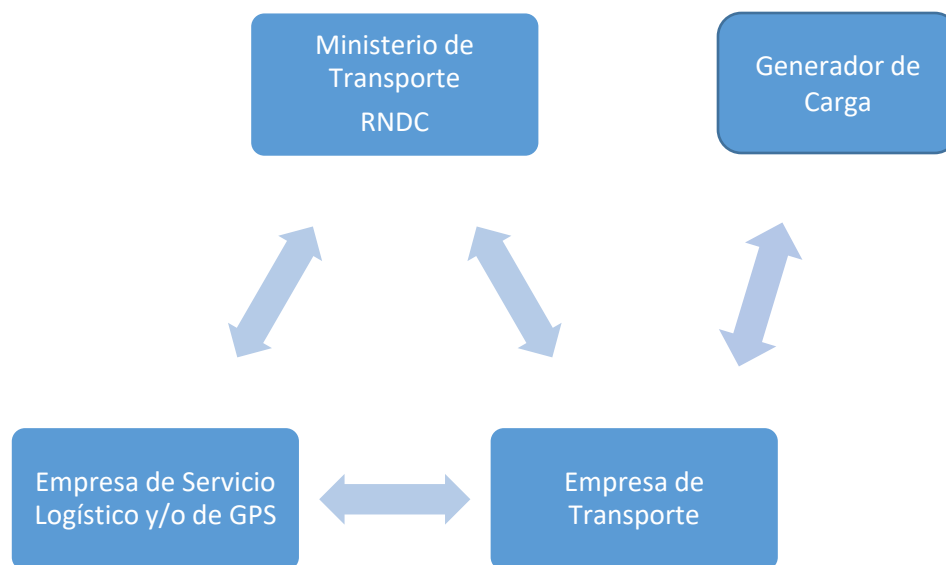 Ministerio de
Transporte
RNDC
Generador de
Carga
Empresa de Servicio
Logístico y/o de GPS
Empresa de
Transporte